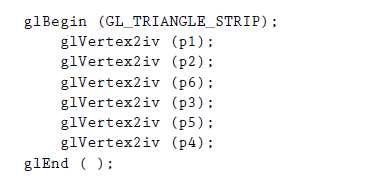 glBegin (GL_TRIANGLE_STRIP);
glVertex2iv (p1);
glVertex2iv (p2);
glVertex2iv (p6);
glVertex2iv (p3);
glVertex2iv (p5);
glVertex2iv (p4);
glEnd ( );